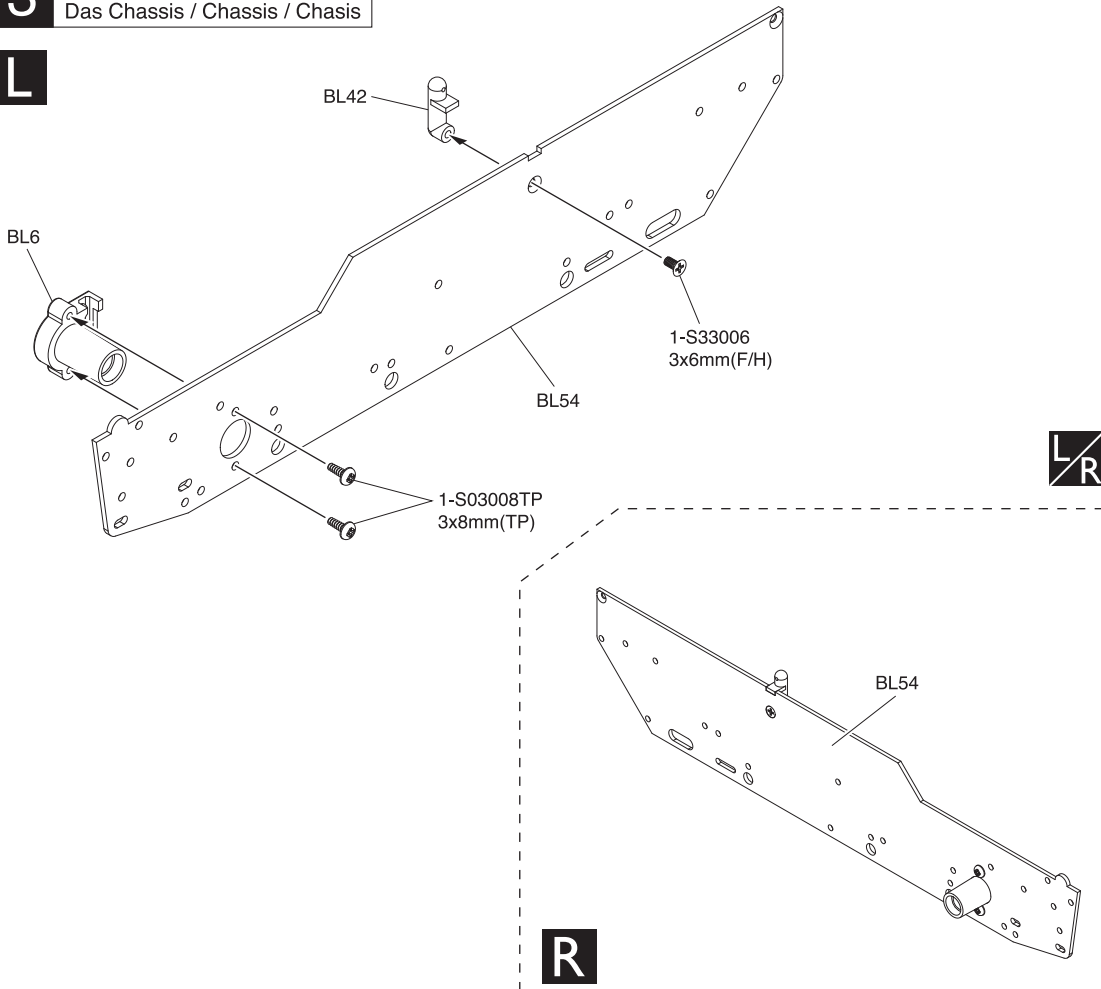 Das Chassis / Chassis / Chasis
L
BL42
BL6
1-S33006
3x6mm(F/H)
BL54
1-S03008TP
3x8mm(TP)
L/R
BL54
R